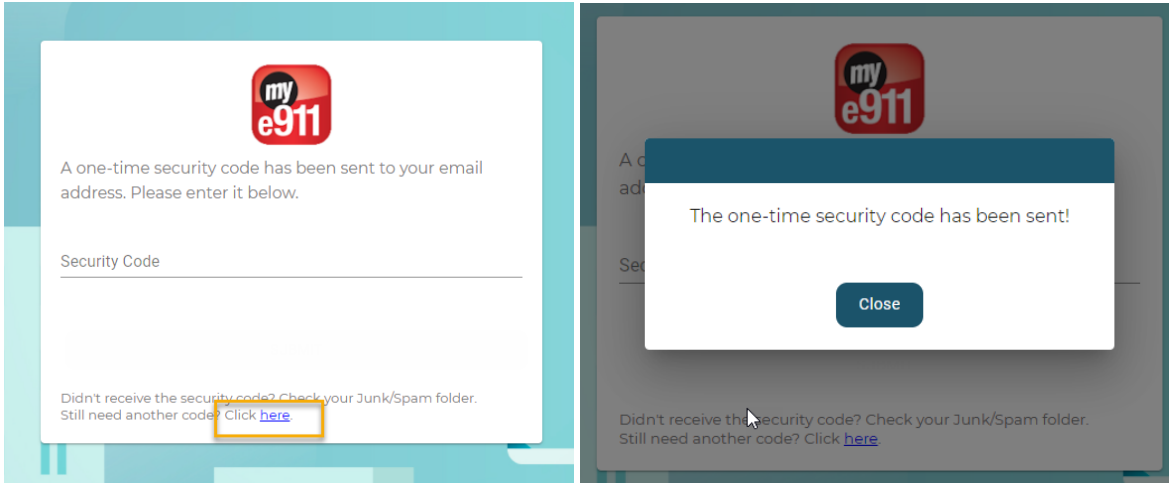 my
e911
A one-time security code has been sent to your email
address. Please enter it below.
Security Code
Didn't receive the security code? Check your Junk/Spam folder.
Still need another code? Click here.
my
e911
A o
add
The one-time security code has been sent!
Sec
Close
Didn't receive the security code? Check your Junk/Spam folder.
Still need another code? Click here.